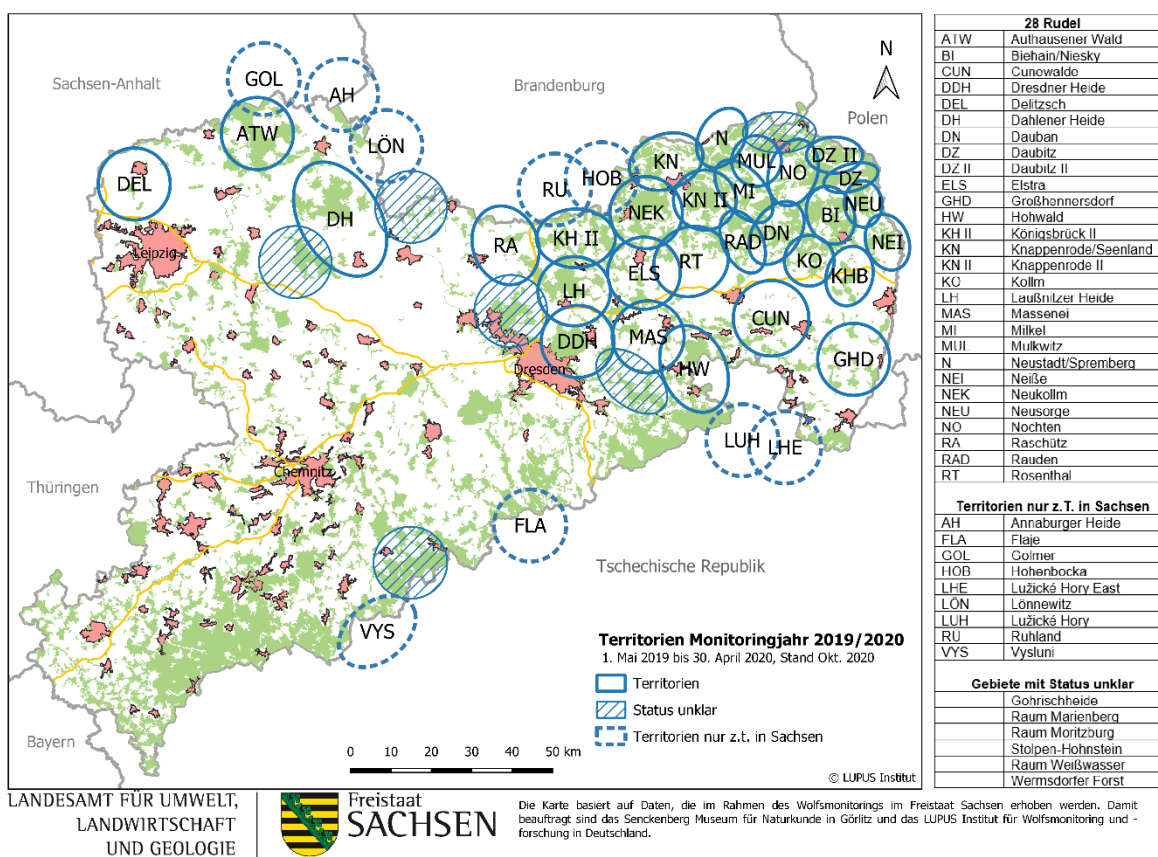 Sachsen-Anhalt
Brandenburg
Polen
Thüringen
Bayern
Tschechische Republik
N
GOL
AH
ATW
LÖN
DEL
DH
RU
HOB
KN
N
MUL
NO
DZ II
DZ
NEU
NEK
KN II
MI
BI
RA
KH II
RAD
DN
NEI
ELS
RT
KO
KHB
LH
DDH
MAS
CUN
HW
GHD
LUH
LHE
FLA
VYS
Leipzig
Dresden
Chemnitz
Territorien Monitoringjahr 2019/2020
1. Mai 2019 bis 30. April 2020, Stand Okt. 2020
Territorien
Status unklar
Territorien nur z.t. in Sachsen
0 10 20 30 40 50 km
© LUPUS Institut
28 Rudel
ATW Authausener Wald
BI Biehain/Niesky
CUN Cunewalde
DDH Dresdner Heide
DEL Delitzsch
DH Dahlener Heide
DN Dauban
DZ Daubitz
DZ II Daubitz II
ELS Elstra
GHD Großhennersdorf
HW Hohwald
KH II Königsbrück II
KN Knappenrode/Seenland
KN II Knappenrode II
KO Kollm
LH Laußnitzer Heide
MAS Massenei
MI Milkel
MUL Mulkwitz
N Neustadt/Spremberg
NEI Neiße
NEK Neukollm
NEU Neusorge
NO Nochten
RA Raschütz
RAD Rauden
RT Rosenthal
Territorien nur z.T. in Sachsen
AH Annaburger Heide
FLA Flaje
GOL Golmer
HOB Hohenbocka
LHE Lužické Hory East
LÖN Lönnewitz
LUH Lužické Hory
RU Ruhland
VYS Vysluni
Gebiete mit Status unklar
Gohrischheide
Raum Marienberg
Raum Moritzburg
Stolpen-Hohnstein
Raum Weißwasser
Wermsdorfer Forst
LANDESAMT FÜR UMWELT,
LANDWIRTSCHAFT
UND GEOLOGIE
Freistaat
SACHSEN
Die Karte basiert auf Daten, die im Rahmen des Wolfsmonitorings im Freistaat Sachsen erhoben werden. Damit
beauftragt sind das Senckenberg Museum für Naturkunde in Görlitz und das LUPUS Institut für Wolfsmonitoring und -
forschung in Deutschland.